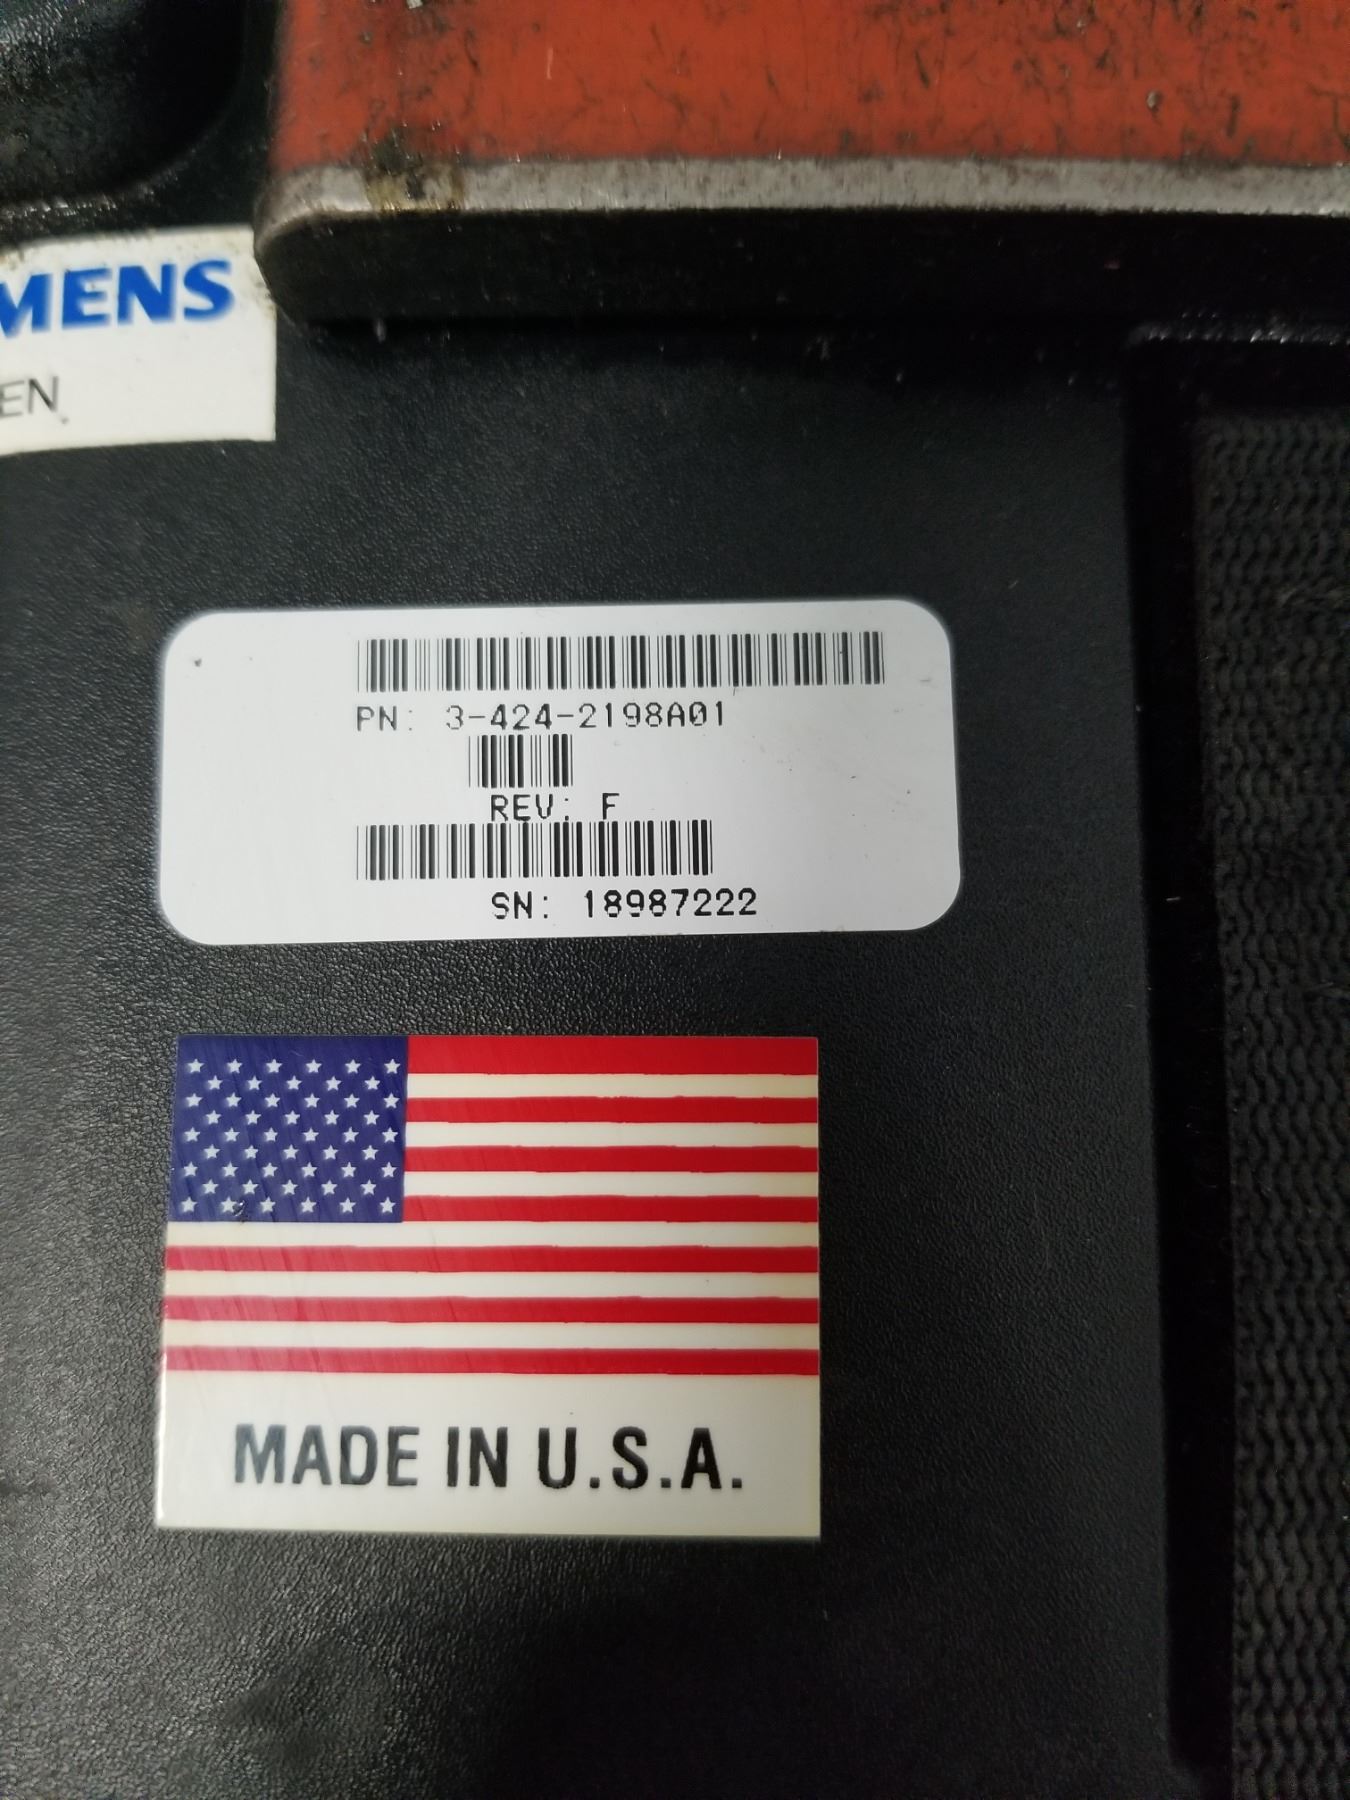 MENS
EN
PN: 3-424-2198A01
REV: F
SN: 18987222
MADE IN U.S.A.